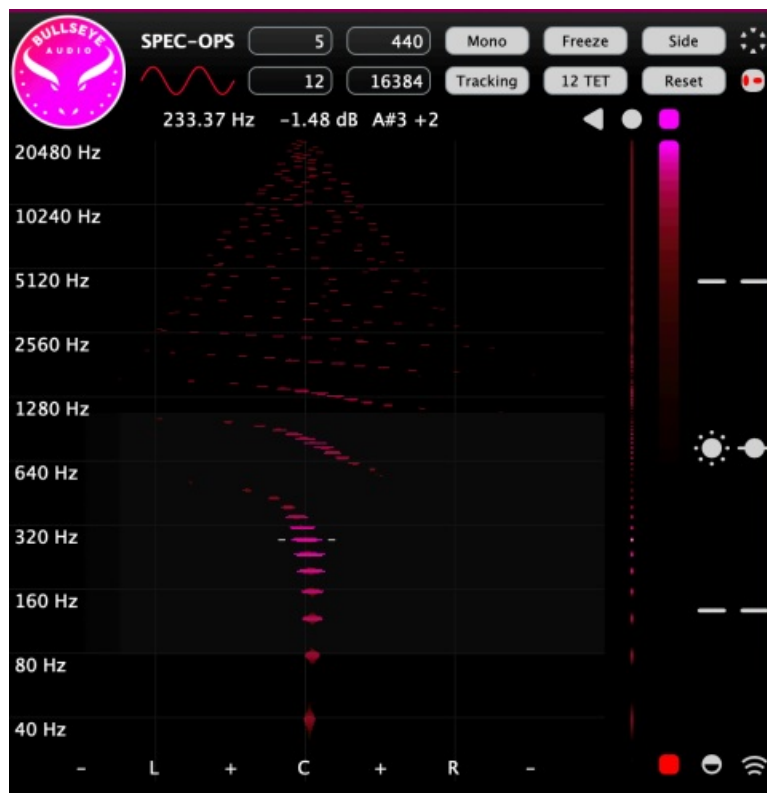 BULLSEYE
AUDIO
SPEC-OPS 5 440 Mono Freeze Side
12 16384 Tracking 12 TET Reset
233.37 Hz -1.48 dB A#3 +2
20480 Hz
10240 Hz
5120 Hz
2560 Hz
1280 Hz
640 Hz
320 Hz
160 Hz
80 Hz
40 Hz
- L + C + R -